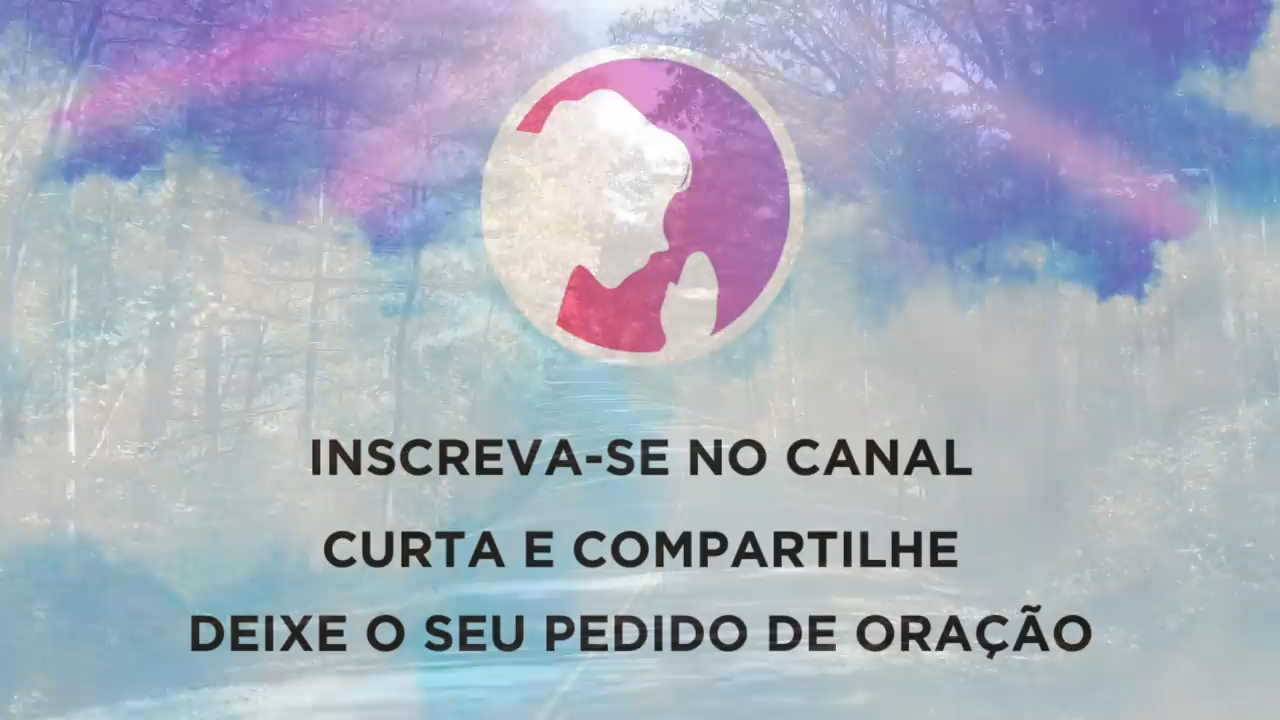 INSCREVA-SE NO CANAL
CURTA E COMPARTILHE
DEIXE O SEU PEDIDO DE ORAÇÃO